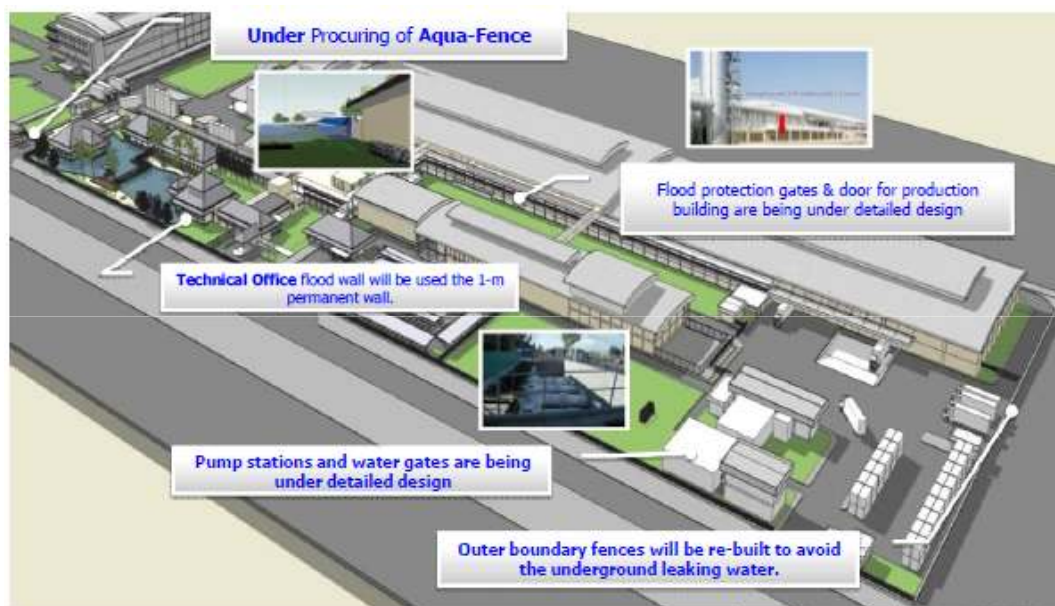 Under Procuring of Aqua-Fence
Flood protection gates & door for production
building are being under detailed design
Technical Office flood wall will be used the 1-m
permanent wall.
Pump stations and water gates are being
under detailed design
Outer boundary fences will be re-built to avoid
the underground leaking water.